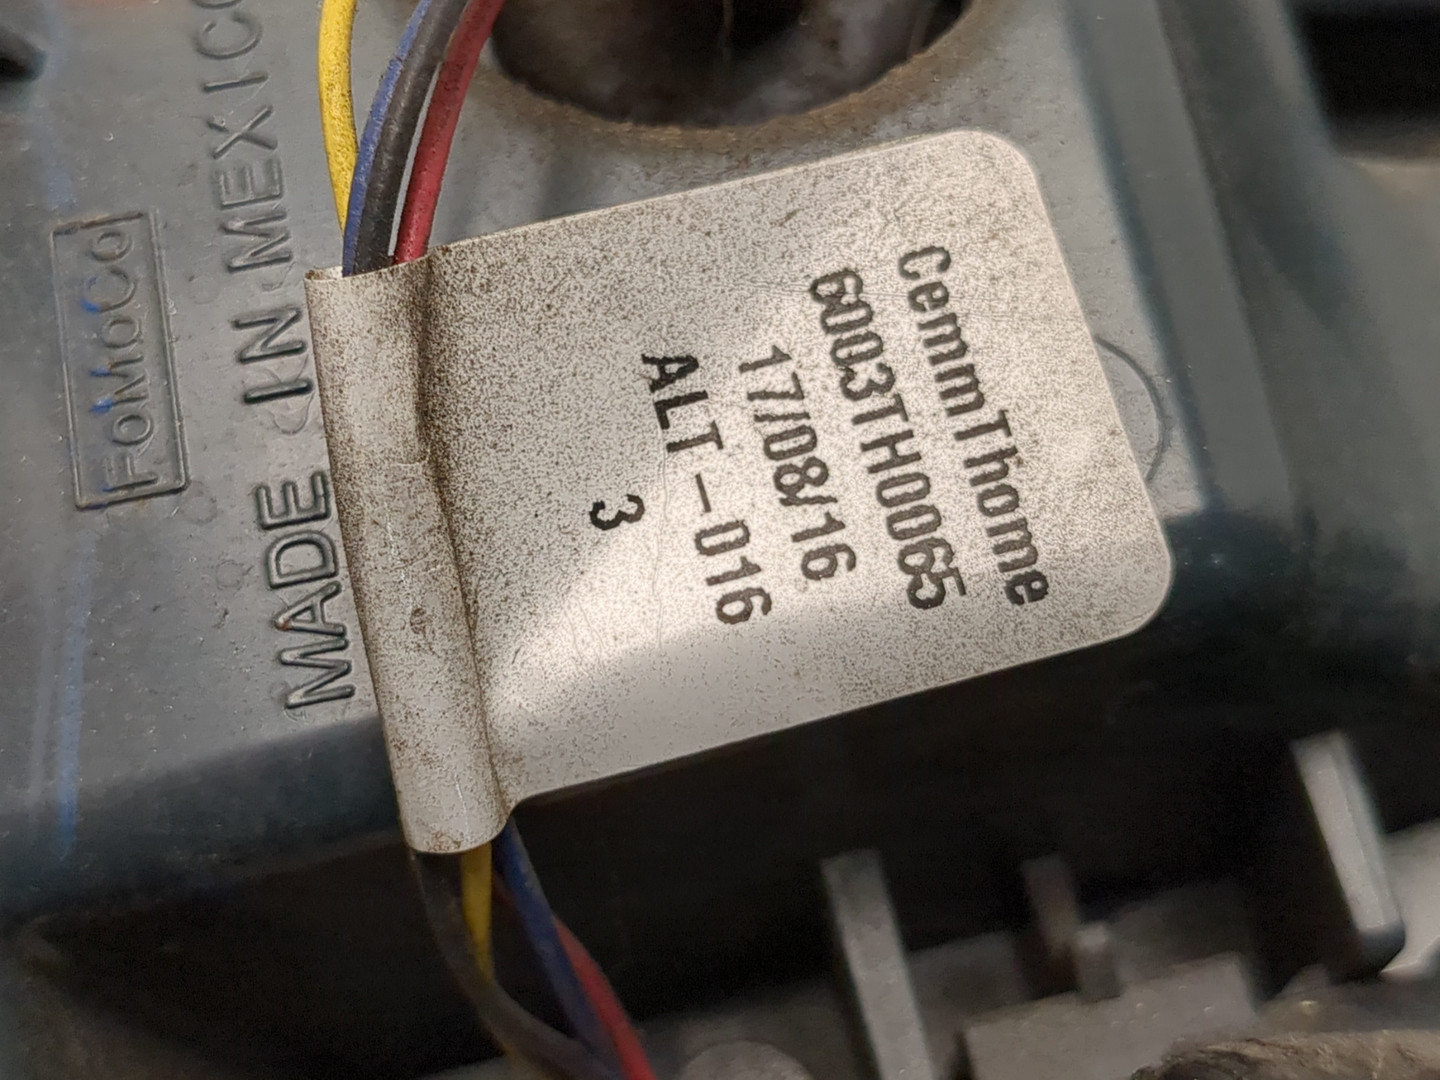 CemmThome
6003TH0065
17/08/16
ALT-016
3
MADE IN MEXICO
FoMoCo